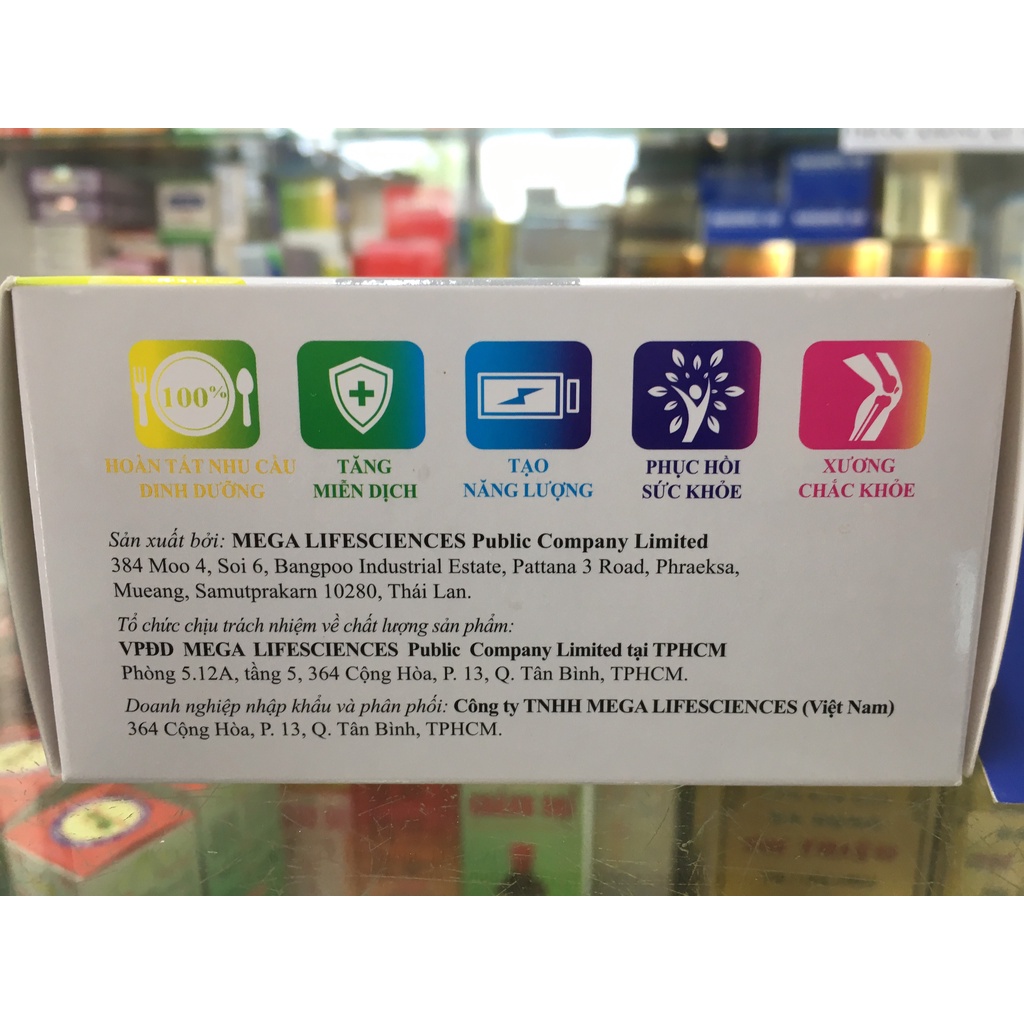 100%
HOÀN TẤT NHU CẦU
DINH DƯỠNG
TĂNG
MIỄN DỊCH
TẠO
NĂNG LƯỢNG
PHỤC HỒI
SỨC KHỎE
XƯƠNG
CHẮC KHỎE
Sản xuất bởi: MEGA LIFESCIENCES Public Company Limited
384 Moo 4, Soi 6, Bangpoo Industrial Estate, Pattana 3 Road, Phraeksa,
Mueang, Samutprakarn 10280, Thái Lan.
Tổ chức chịu trách nhiệm về chất lượng sản phẩm:
VPĐD MEGA LIFESCIENCES Public Company Limited tại TPHCM
Phòng 5.12A, tầng 5, 364 Cộng Hòa, P. 13, Q. Tân Bình, TPHCM.
Doanh nghiệp nhập khẩu và phân phối: Công ty TNHH MEGA LIFESCIENCES (Việt Nam)
364 Cộng Hòa, P. 13, Q. Tân Bình, TPHCM.